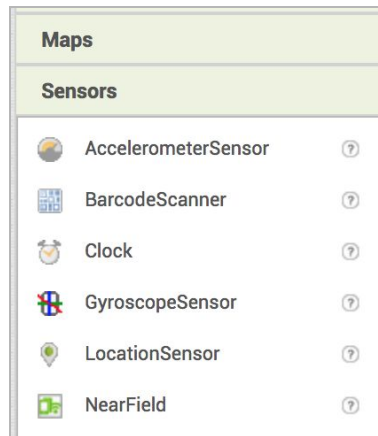 Maps
Sensors
AccelerometerSensor ?
BarcodeScanner ?
Clock ?
GyroscopeSensor ?
LocationSensor ?
NearField ?